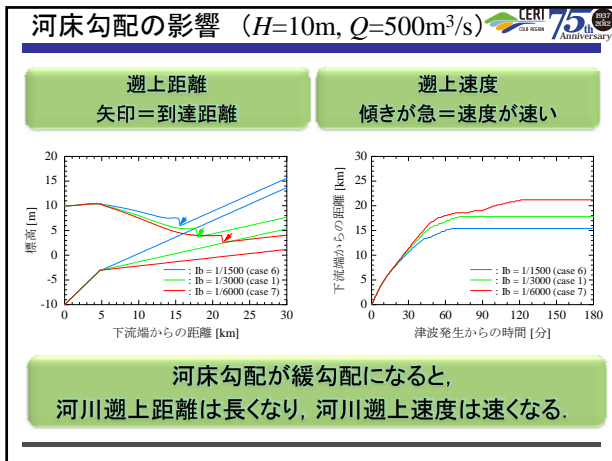 河床勾配の影響 (H=10m, Q=500m³/s)
CERI
COLD REGION
75th
Anniversary
1937
2012
遡上距離
矢印＝到達距離
遡上速度
傾きが急＝速度が速い
標高 [m]
20
15
10
5
0
-5
-10
: Ib = 1/1500 (case 6)
: Ib = 1/3000 (case 1)
: Ib = 1/6000 (case 7)
0 5 10 15 20 25 30
下流端からの距離 [km]
下流端からの距離 [km]
30
25
20
15
10
5
0
: Ib = 1/1500 (case 6)
: Ib = 1/3000 (case 1)
: Ib = 1/6000 (case 7)
0 30 60 90 120 150 180
津波発生からの時間 [分]
河床勾配が緩勾配になると,
河川遡上距離は長くなり, 河川遡上速度は速くなる.